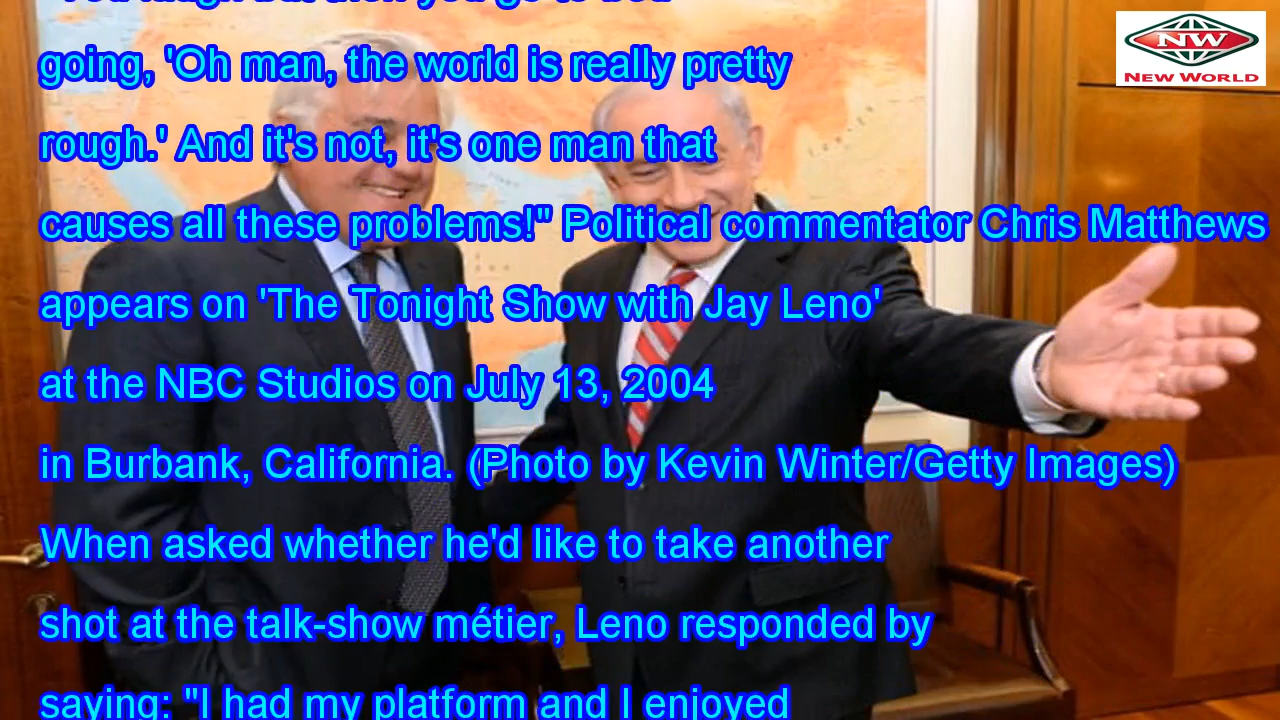 going, 'Oh man, the world is really pretty
NW
NEW WORLD
rough.' And it's not, it's one man that
causes all these problems!" Political commentator Chris Matthews
appears on 'The Tonight Show with Jay Leno'
at the NBC Studios on July 13, 2004
in Burbank, California. (Photo by Kevin Winter/Getty Images)
When asked whether he'd like to take another
shot at the talk-show métier, Leno responded by
saying: "I had my platform and I enjoyed